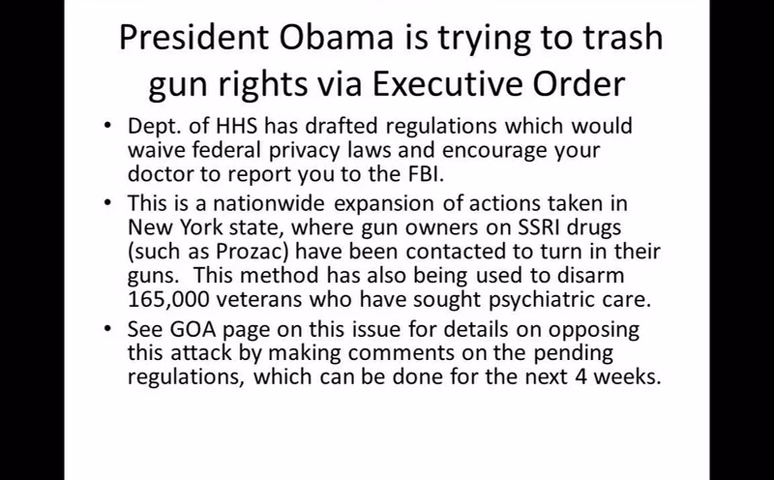 President Obama is trying to trash
gun rights via Executive Order
• Dept. of HHS has drafted regulations which would
waive federal privacy laws and encourage your
doctor to report you to the FBI.
• This is a nationwide expansion of actions taken in
New York state, where gun owners on SSRI drugs
(such as Prozac) have been contacted to turn in their
guns.  This method has also being used to disarm
165,000 veterans who have sought psychiatric care.
• See GOA page on this issue for details on opposing
this attack by making comments on the pending
regulations, which can be done for the next 4 weeks.